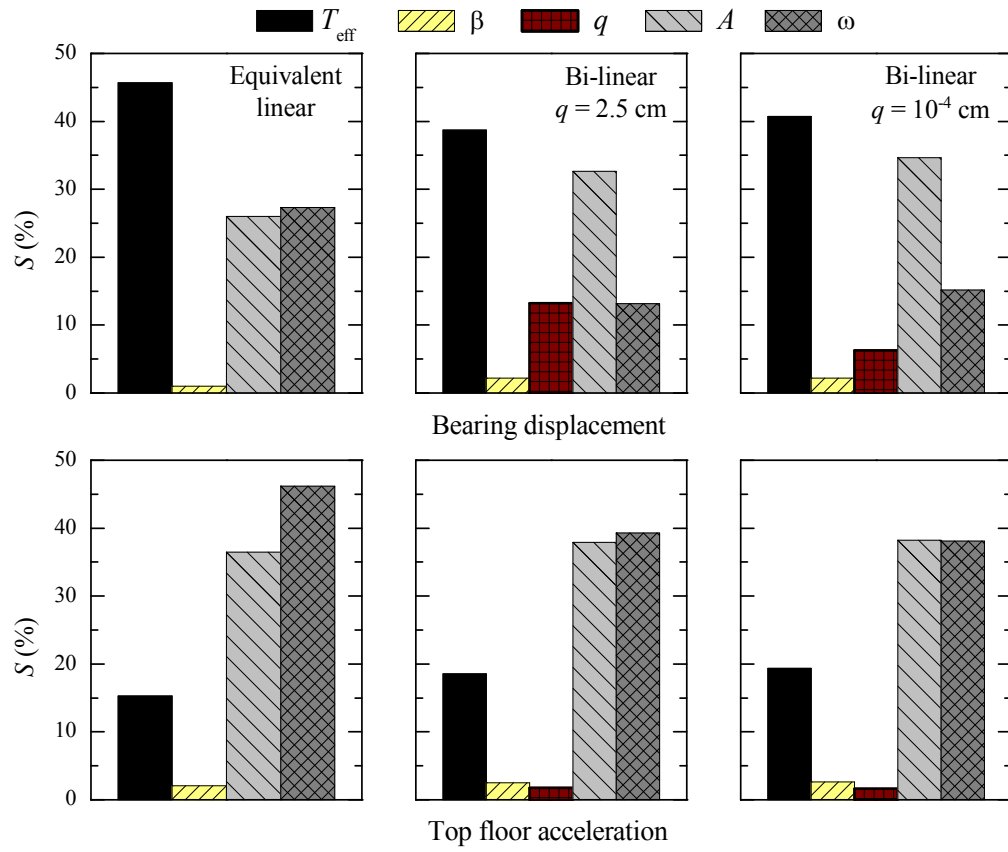 T_eff β q A ω
Equivalent
linear
Bi-linear
q = 2.5 cm
Bi-linear
q = 10^-4 cm
50
40
30
20
10
0
S (%)
Bearing displacement
50
40
30
20
10
0
S (%)
Top floor acceleration